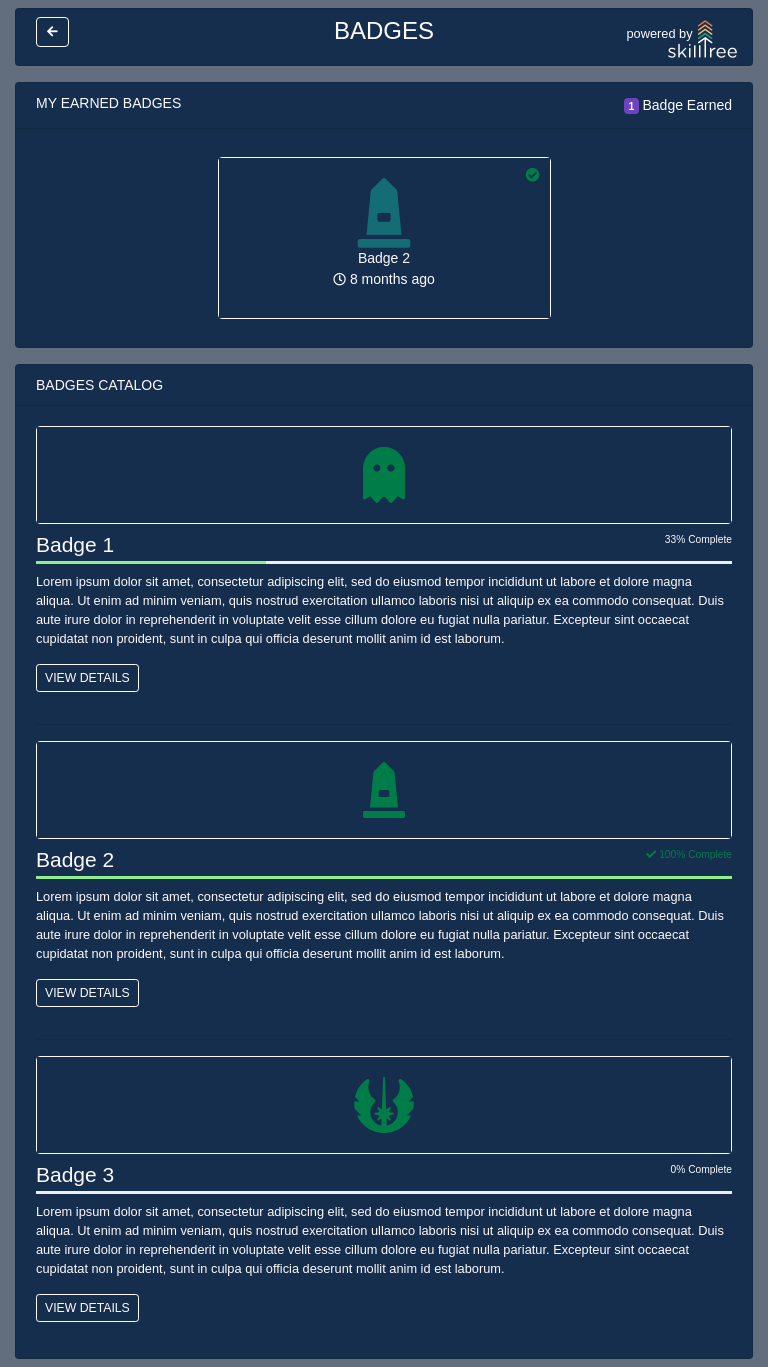 BADGES
powered by
skilltree
MY EARNED BADGES
1 Badge Earned
Badge 2
8 months ago
BADGES CATALOG
Badge 1
33% Complete
Lorem ipsum dolor sit amet, consectetur adipiscing elit, sed do eiusmod tempor incididunt ut labore et dolore magna
aliqua. Ut enim ad minim veniam, quis nostrud exercitation ullamco laboris nisi ut aliquip ex ea commodo consequat. Duis
aute irure dolor in reprehenderit in voluptate velit esse cillum dolore eu fugiat nulla pariatur. Excepteur sint occaecat
cupidatat non proident, sunt in culpa qui officia deserunt mollit anim id est laborum.
VIEW DETAILS
Badge 2
100% Complete
Lorem ipsum dolor sit amet, consectetur adipiscing elit, sed do eiusmod tempor incididunt ut labore et dolore magna
aliqua. Ut enim ad minim veniam, quis nostrud exercitation ullamco laboris nisi ut aliquip ex ea commodo consequat. Duis
aute irure dolor in reprehenderit in voluptate velit esse cillum dolore eu fugiat nulla pariatur. Excepteur sint occaecat
cupidatat non proident, sunt in culpa qui officia deserunt mollit anim id est laborum.
VIEW DETAILS
Badge 3
0% Complete
Lorem ipsum dolor sit amet, consectetur adipiscing elit, sed do eiusmod tempor incididunt ut labore et dolore magna
aliqua. Ut enim ad minim veniam, quis nostrud exercitation ullamco laboris nisi ut aliquip ex ea commodo consequat. Duis
aute irure dolor in reprehenderit in voluptate velit esse cillum dolore eu fugiat nulla pariatur. Excepteur sint occaecat
cupidatat non proident, sunt in culpa qui officia deserunt mollit anim id est laborum.
VIEW DETAILS